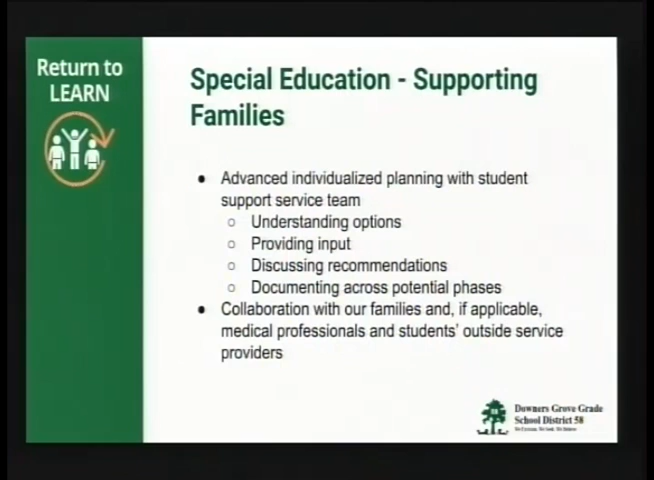 Return to
LEARN
Special Education - Supporting
Families
● Advanced individualized planning with student
support service team
○ Understanding options
○ Providing input
○ Discussing recommendations
○ Documenting across potential phases
● Collaboration with our families and, if applicable,
medical professionals and students' outside service
providers
Downers Grove Grade
School District 58